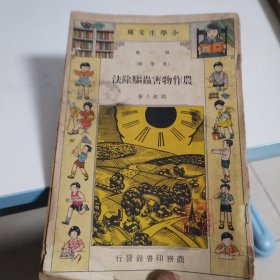 小學生文庫
第一集
農作物害蟲驅除法
商務印書館發行